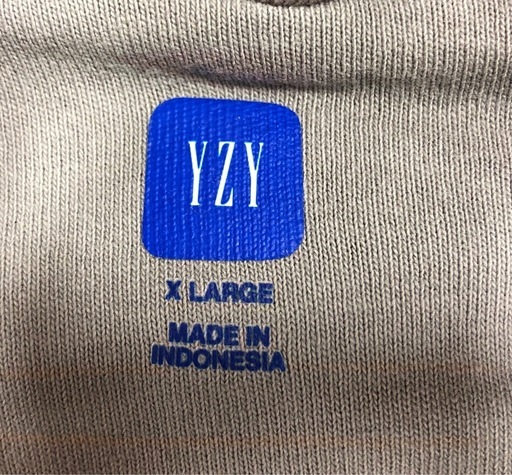 YZY
X LARGE
MADE IN
INDONESIA